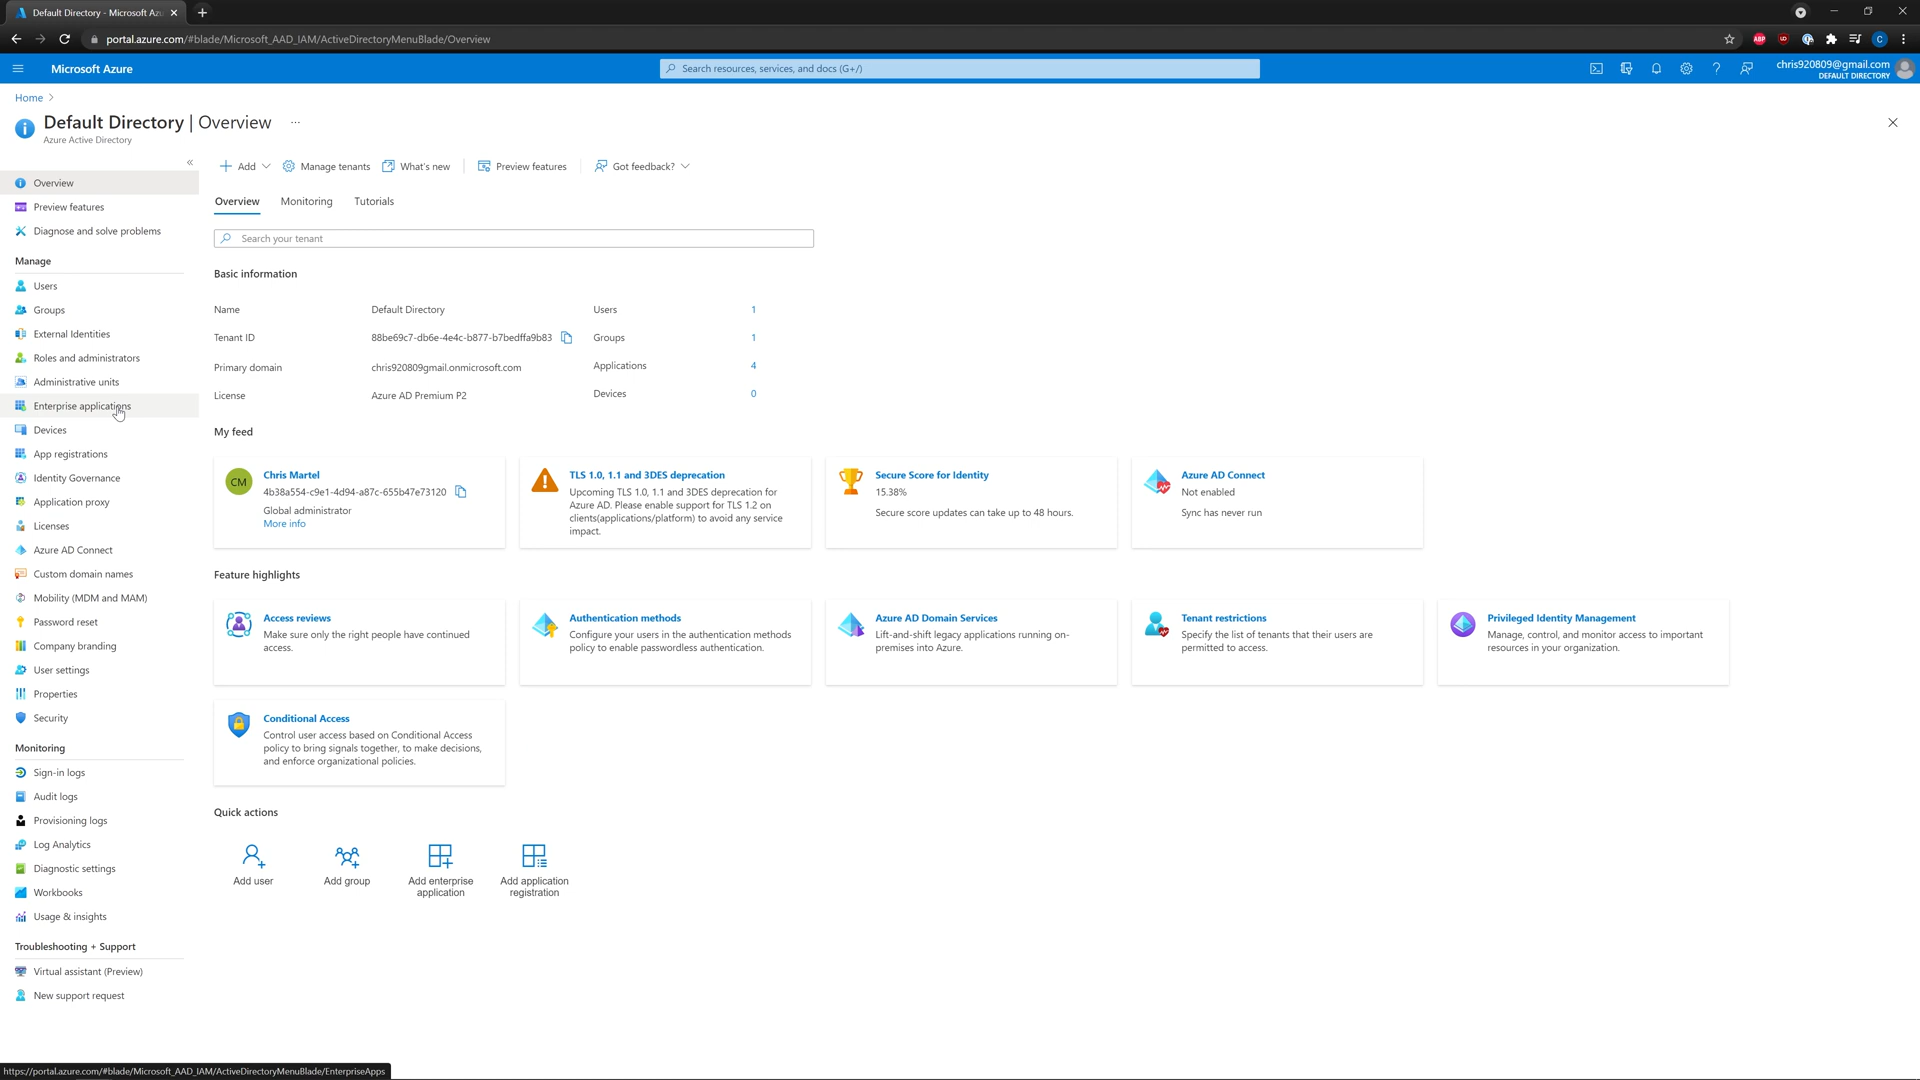 Default Directory - Microsoft Azu
portal.azure.com/#blade/Microsoft_AAD_IAM/ActiveDirectoryMenuBlade/Overview
ABP
C
Microsoft Azure
Search resources, services, and docs (G+/)
chris920809@gmail.com
DEFAULT DIRECTORY
Home
Default Directory | Overview
...
Azure Active Directory
Overview
Preview features
Diagnose and solve problems
Manage
Users
Groups
External Identities
Roles and administrators
Administrative units
Enterprise applications
Devices
App registrations
Identity Governance
Application proxy
Licenses
Azure AD Connect
Custom domain names
Mobility (MDM and MAM)
Password reset
Company branding
User settings
Properties
Security
Monitoring
Sign-in logs
Audit logs
Provisioning logs
Log Analytics
Diagnostic settings
Workbooks
Usage & insights
Troubleshooting + Support
Virtual assistant (Preview)
New support request
Add
Manage tenants
What's new
Preview features
Got feedback?
Overview
Monitoring
Tutorials
Search your tenant
Basic information
Name
Default Directory
Users
1
Tenant ID
88be69c7-db6e-4e4c-b877-b7bedffa9b83
Groups
1
Primary domain
chris920809gmail.onmicrosoft.com
Applications
4
License
Azure AD Premium P2
Devices
0
My feed
CM
Chris Martel
4b38a554-c9e1-4d94-a87c-655b47e73120
Global administrator
More info
TLS 1.0, 1.1 and 3DES deprecation
Upcoming TLS 1.0, 1.1 and 3DES deprecation for
Azure AD. Please enable support for TLS 1.2 on
clients(applications/platform) to avoid any service
impact.
Secure Score for Identity
15.38%
Secure score updates can take up to 48 hours.
Azure AD Connect
Not enabled
Sync has never run
Feature highlights
Access reviews
Make sure only the right people have continued
access.
Authentication methods
Configure your users in the authentication methods
policy to enable passwordless authentication.
Azure AD Domain Services
Lift-and-shift legacy applications running on-
premises into Azure.
Tenant restrictions
Specify the list of tenants that their users are
permitted to access.
Privileged Identity Management
Manage, control, and monitor access to important
resources in your organization.
Conditional Access
Control user access based on Conditional Access
policy to bring signals together, to make decisions,
and enforce organizational policies.
Quick actions
Add user
Add group
Add enterprise
application
Add application
registration
https://portal.azure.com/#blade/Microsoft_AAD_IAM/ActiveDirectoryMenuBlade/EnterpriseApps